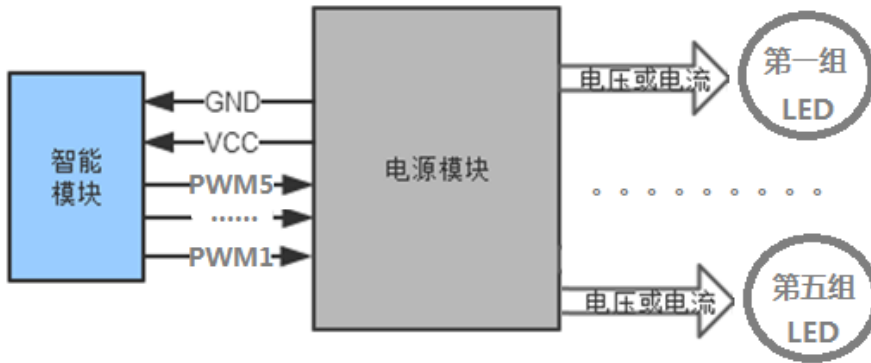 智能
模块
GND
VCC
PWM5
......
PWM1
电源模块
电压或电流
第一组
LED
。。。。。。。。。
电压或电流
第五组
LED